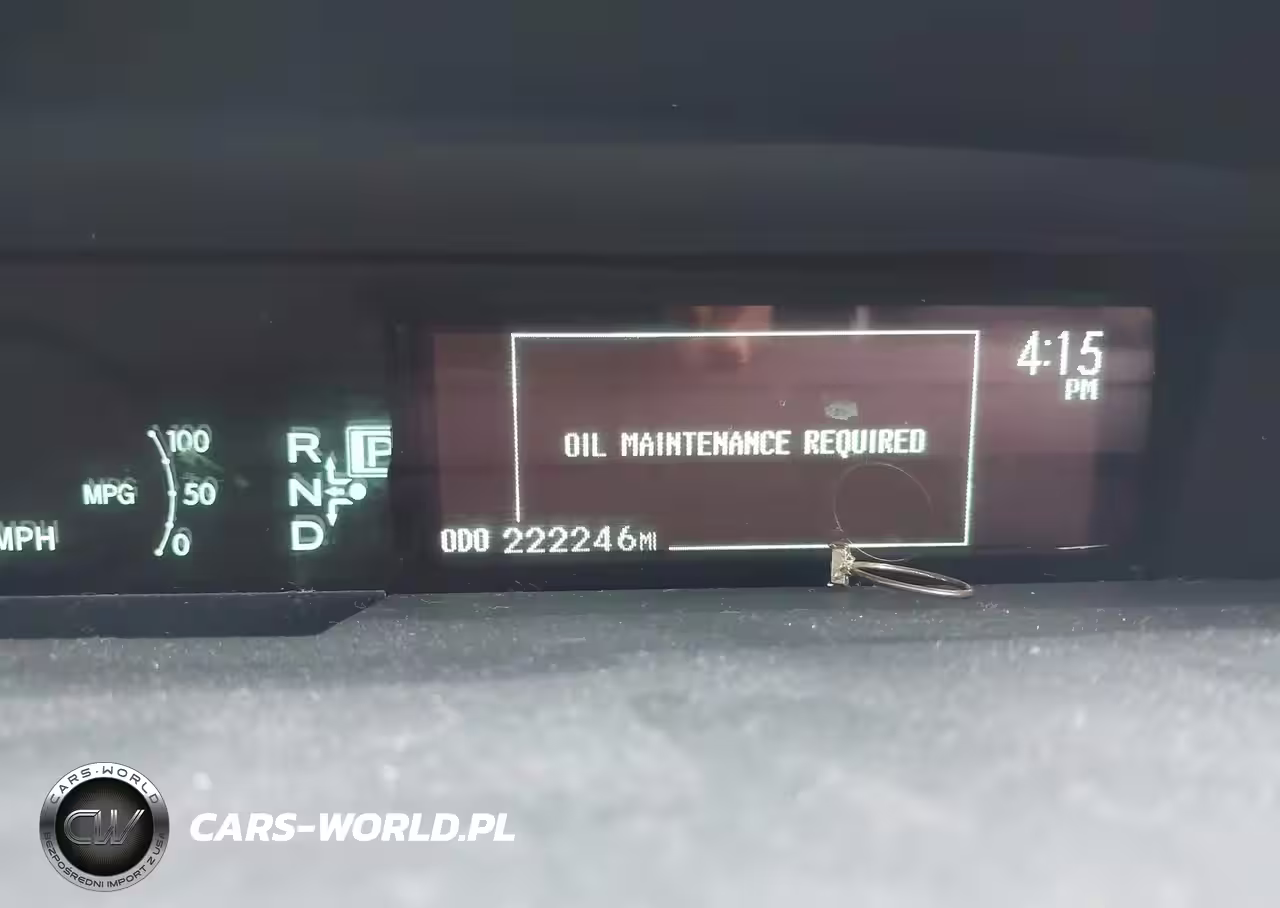 4:15
PM
100
R P
OIL MAINTENANCE REQUIRED
MPG 50 N
MPH 0 D
ODO 222246MI
CARS-WORLD
CW
BEZPOŚREDNI IMPORT Z USA
CARS-WORLD.PL